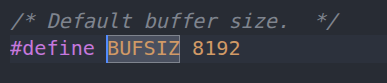 /* Default buffer size.  */
#define BUFSIZ 8192